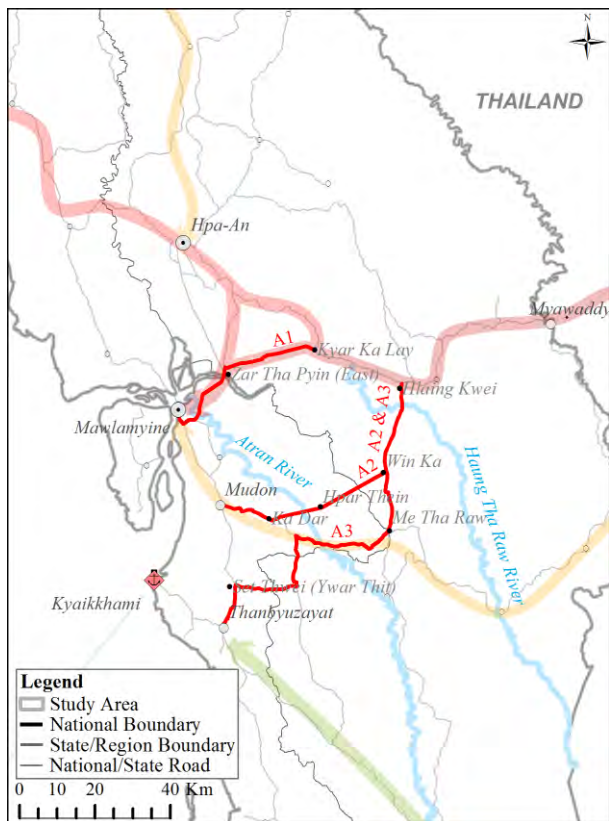 THAILAND
Hpa-An
Myawaddy
A1
Kyar Ka Lay
Zar Tha Pyin (East)
Hlaing Kwei
Mawlamyine
A2 & A3
Atran River
A2
Win Ka
Haung Tha Raw River
Mudon
Hpar Thein
Ka Dar
A3
Me Tha Raw
Set Thwei (Ywar Thit)
Kyaikkhami
Thanbyuzayat
Legend
Study Area
National Boundary
State/Region Boundary
National/State Road
0 10 20 30 40 Km